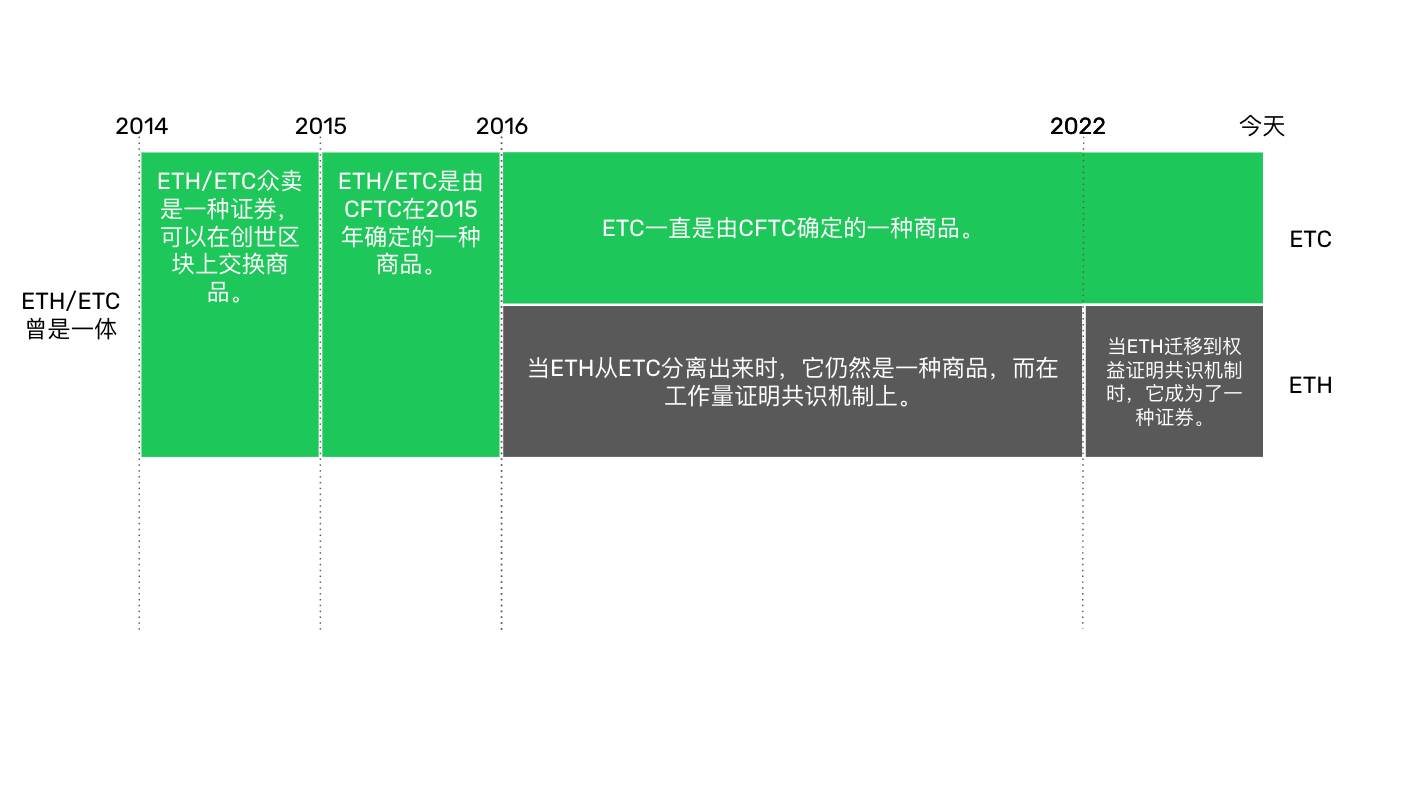 2014
2015
2016
2022
今天
ETH/ETC
曾是一体
ETH/ETC众卖
是一种证券，
可以在创世区
块上交换商
品。
ETH/ETC是由
CFTC在2015
年确定的一种
商品。
ETC一直是由CFTC确定的一种商品。
ETC
当ETH从ETC分离出来时，它仍然是一种商品，而在
工作量证明共识机制上。
当ETH迁移到权
益证明共识机制
时，它成为了一
种证券。
ETH